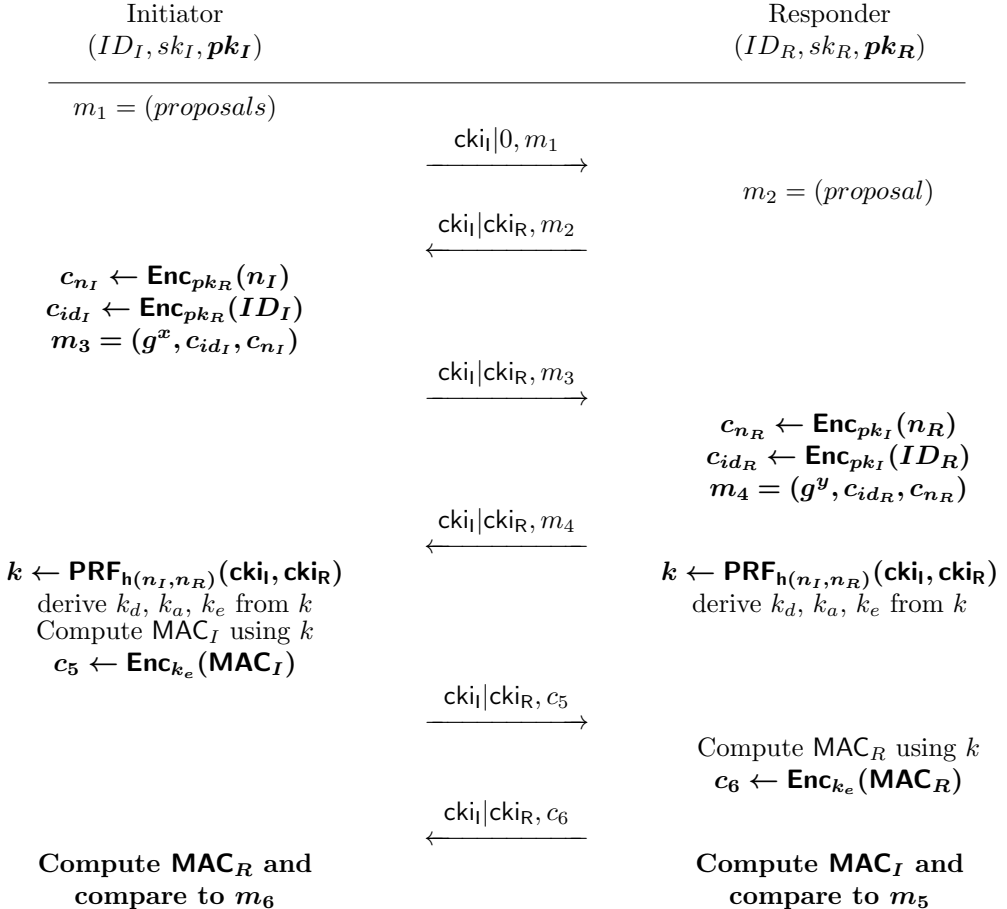 Initiator Responder
(ID_I, sk_I, pk_I) (ID_R, sk_R, pk_R)
m_1 = (proposals)
cki_I|0, m_1
m_2 = (proposal)
cki_I|cki_R, m_2
c_{n_I} ← Enc_{pk_R}(n_I)
c_{id_I} ← Enc_{pk_R}(ID_I)
m_3 = (g^x, c_{id_I}, c_{n_I})
cki_I|cki_R, m_3
c_{n_R} ← Enc_{pk_I}(n_R)
c_{id_R} ← Enc_{pk_I}(ID_R)
m_4 = (g^y, c_{id_R}, c_{n_R})
cki_I|cki_R, m_4
k ← PRF_{h(n_I,n_R)}(cki_I, cki_R) k ← PRF_{h(n_I,n_R)}(cki_I, cki_R)
derive k_d, k_a, k_e from k derive k_d, k_a, k_e from k
Compute MAC_I using k
c_5 ← Enc_{k_e}(MAC_I)
cki_I|cki_R, c_5
Compute MAC_R using k
c_6 ← Enc_{k_e}(MAC_R)
cki_I|cki_R, c_6
Compute MAC_R and Compute MAC_I and
compare to m_6 compare to m_5